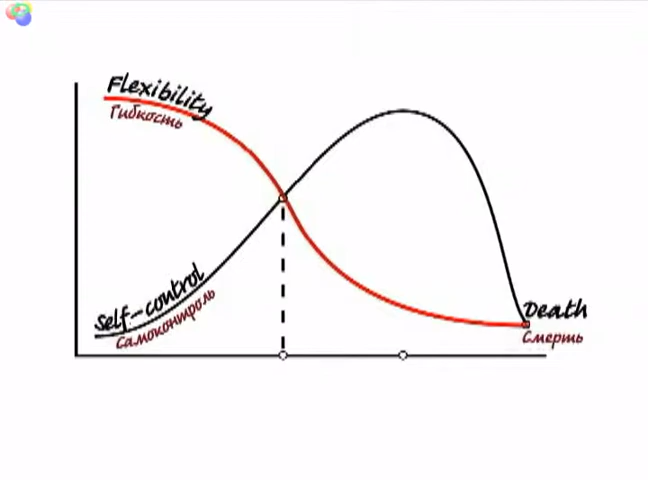 Flexibility
Гибкость
Self-control
Самоконтроль
Death
Смерть